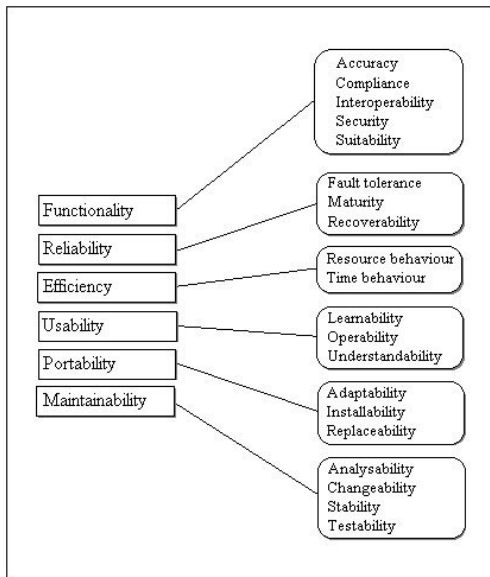 Functionality
Reliability
Efficiency
Usability
Portability
Maintainability
Accuracy
Compliance
Interoperability
Security
Suitability
Fault tolerance
Maturity
Recoverability
Resource behaviour
Time behaviour
Learnability
Operability
Understandability
Adaptability
Installability
Replaceability
Analysability
Changeability
Stability
Testability